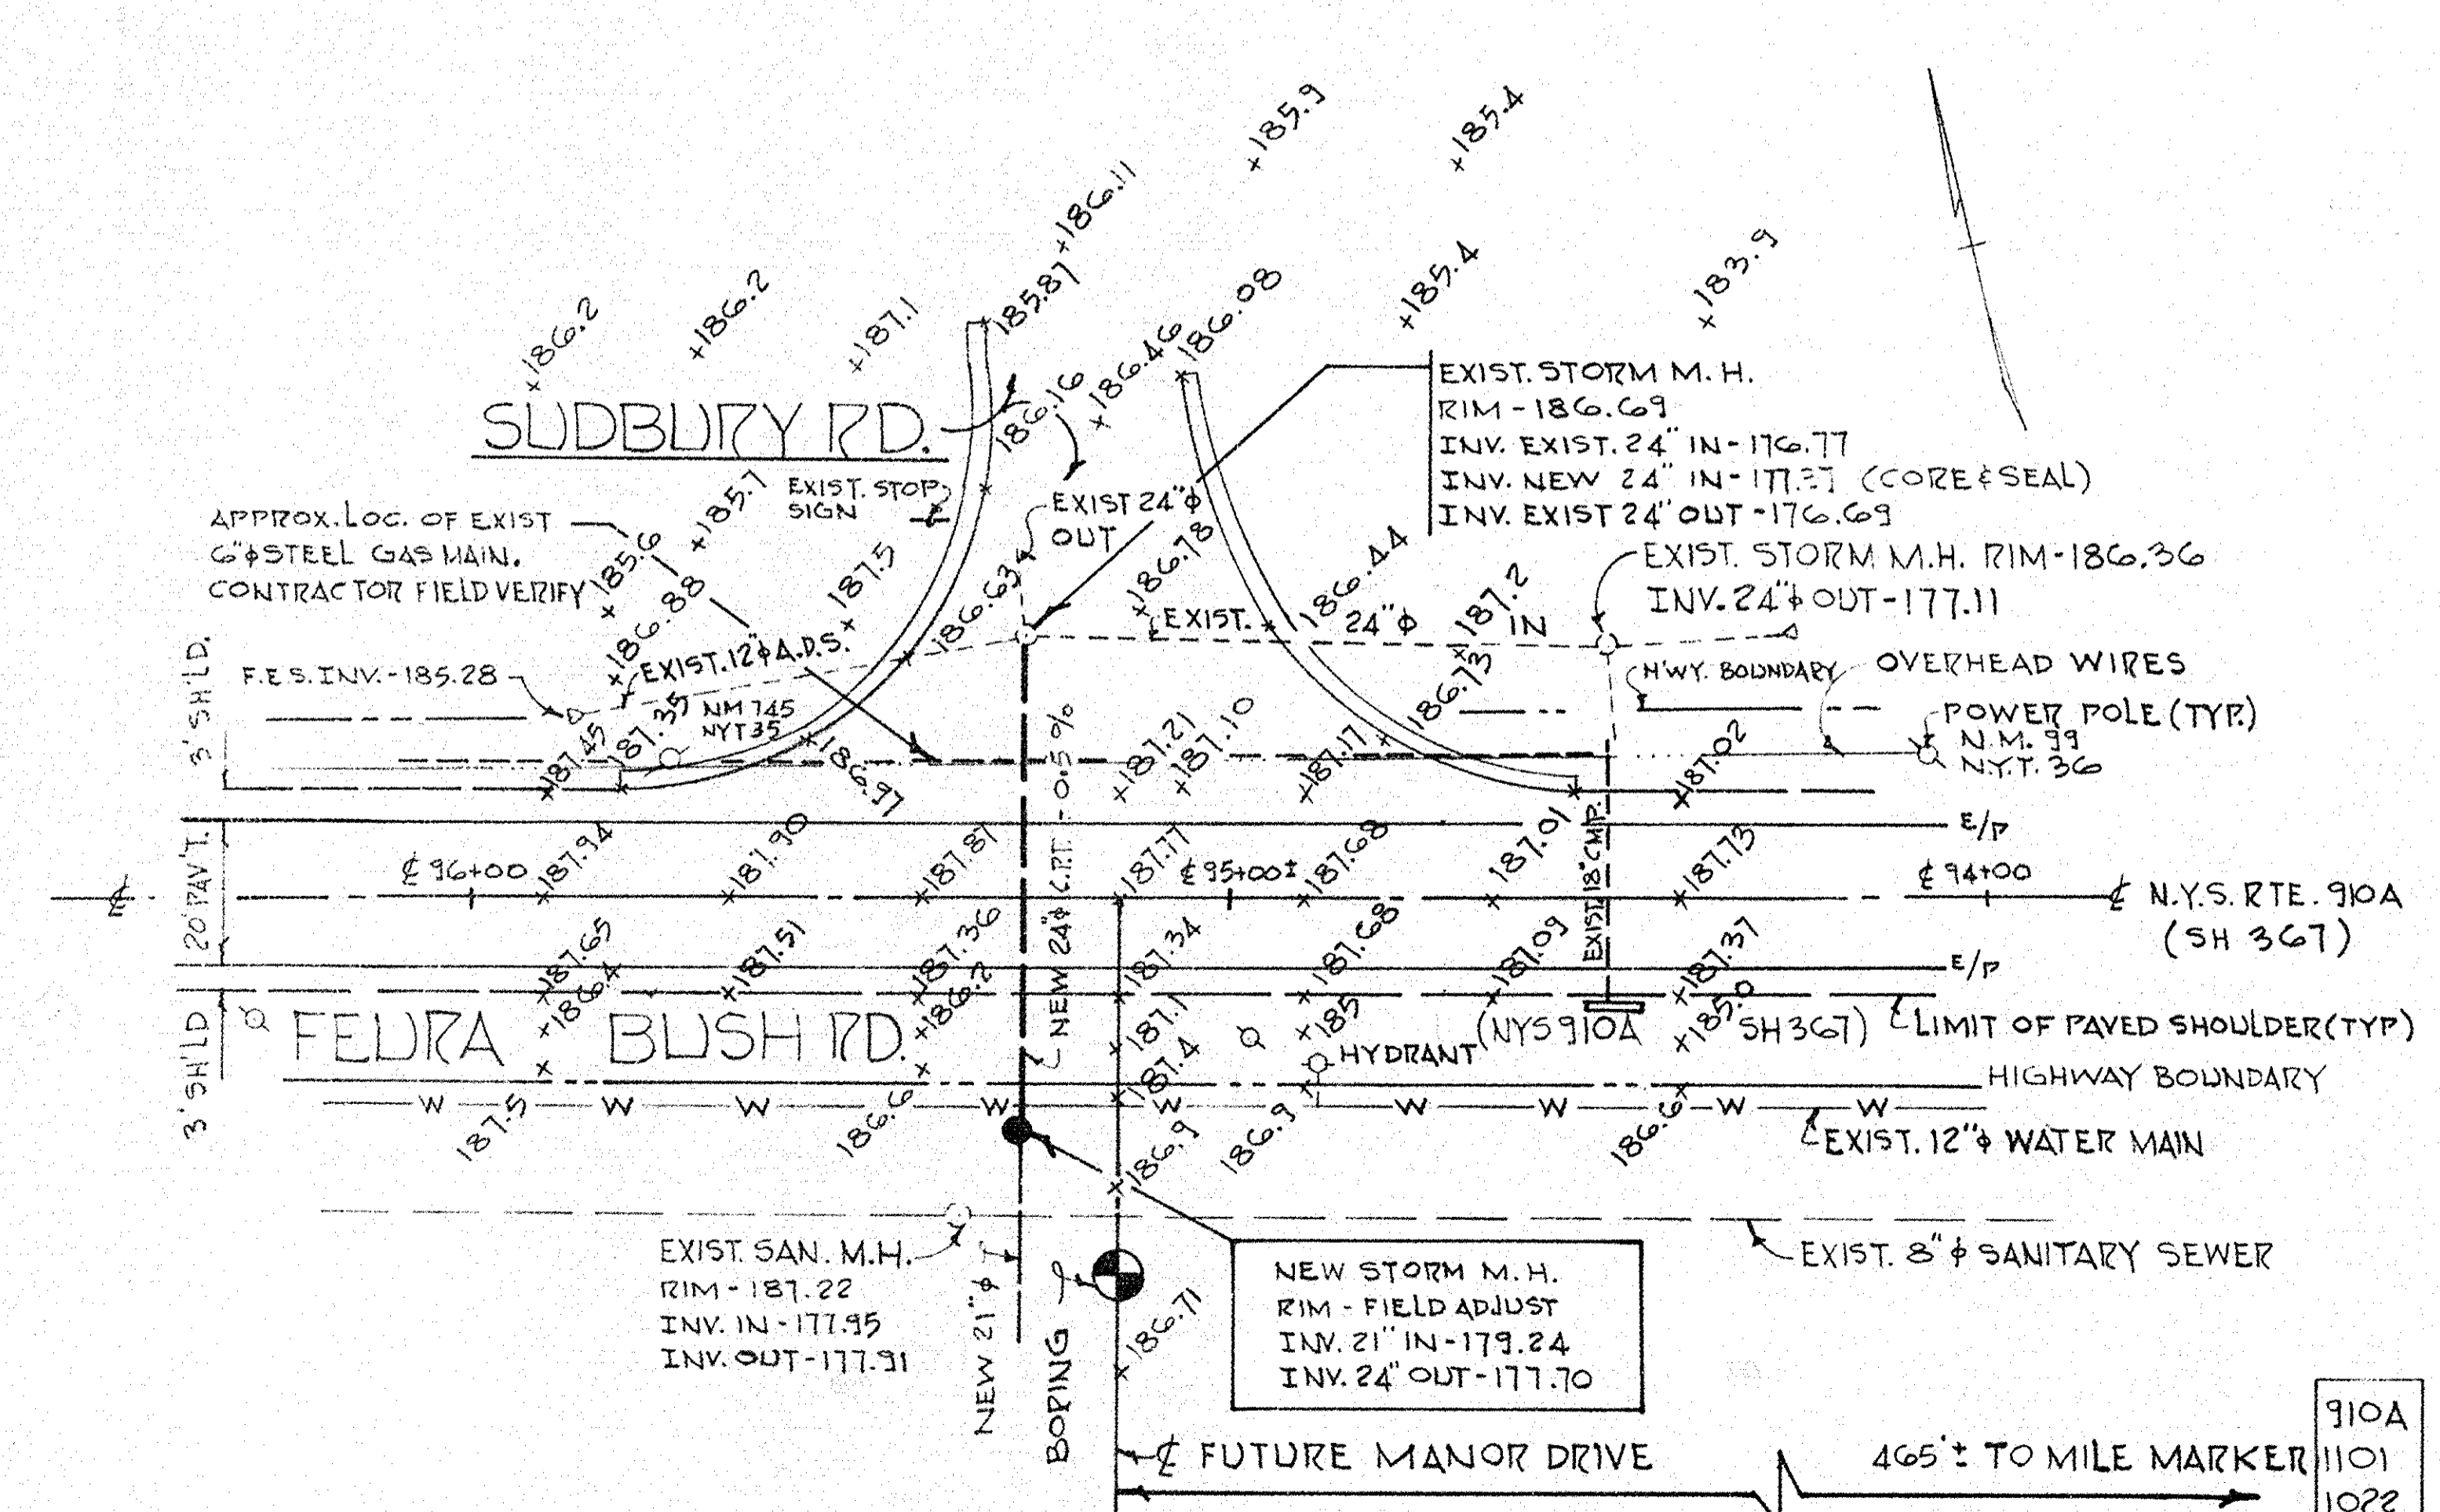 +185.9
+185.4
+186.11
+186.2
+186.2
+187.1
185.87
186.08
+185.4
+183.9
SUDBURY RD.
186.16
+186.46
EXIST. STORM M.H.
RIM - 186.69
INV. EXIST. 24" IN - 176.77
INV. NEW 24" IN - (CORE & SEAL)
INV. EXIST 24" OUT - 176.69
APPROX. LOC. OF EXIST
6"ϕ STEEL GAS MAIN.
CONTRACTOR FIELD VERIFY
+185.7
EXIST. STOP
SIGN
EXIST 24"ϕ
OUT
185.6
186.88
187.5
186.63
186.78
186.44
187.2
EXIST. STORM M.H. RIM - 186.36
INV. 24"ϕ OUT - 177.11
EXIST. 24"ϕ IN
F.E.S. INV. - 185.28
EXIST. 12"ϕ A.D.S.
NM 745
NYT 35
186.73
H'WY. BOUNDARY
OVERHEAD WIRES
POWER POLE (TYP.)
N.M. 99
N.Y.T. 36
3' SH'LD.
187.45
187.35
186.97
187.21
187.10
187.17
187.02
E/P
20' PAV'T.
℄ 96+00
187.94
187.90
187.87
187.77
℄ 95+00±
187.68
187.01
EXIST. 18" C.M.P.
187.73
℄ 94+00
℄
℄ N.Y.S. RTE. 910A
(SH 367)
187.65
187.51
187.36
187.34
187.68
187.09
187.37
E/P
3' SH'LD
186.4
186.2
187.1
185
185.0
FEURA BUSH RD.
NEW 24"ϕ C.P.P. - 0.5%
HYDRANT
(NYS 910A SH 367)
LIMIT OF PAVED SHOULDER (TYP)
187.4
HIGHWAY BOUNDARY
W W W W W W W W W
187.5
186.6
186.9
186.9
186.6
EXIST. 12"ϕ WATER MAIN
EXIST. SAN. M.H.
RIM - 187.22
INV. IN - 177.95
INV. OUT - 177.91
NEW 21"ϕ
BORING
186.71
NEW STORM M.H.
RIM - FIELD ADJUST
INV. 21" IN - 179.24
INV. 24" OUT - 177.70
EXIST. 8"ϕ SANITARY SEWER
℄ FUTURE MANOR DRIVE
465'± TO MILE MARKER
910A
1101
1022